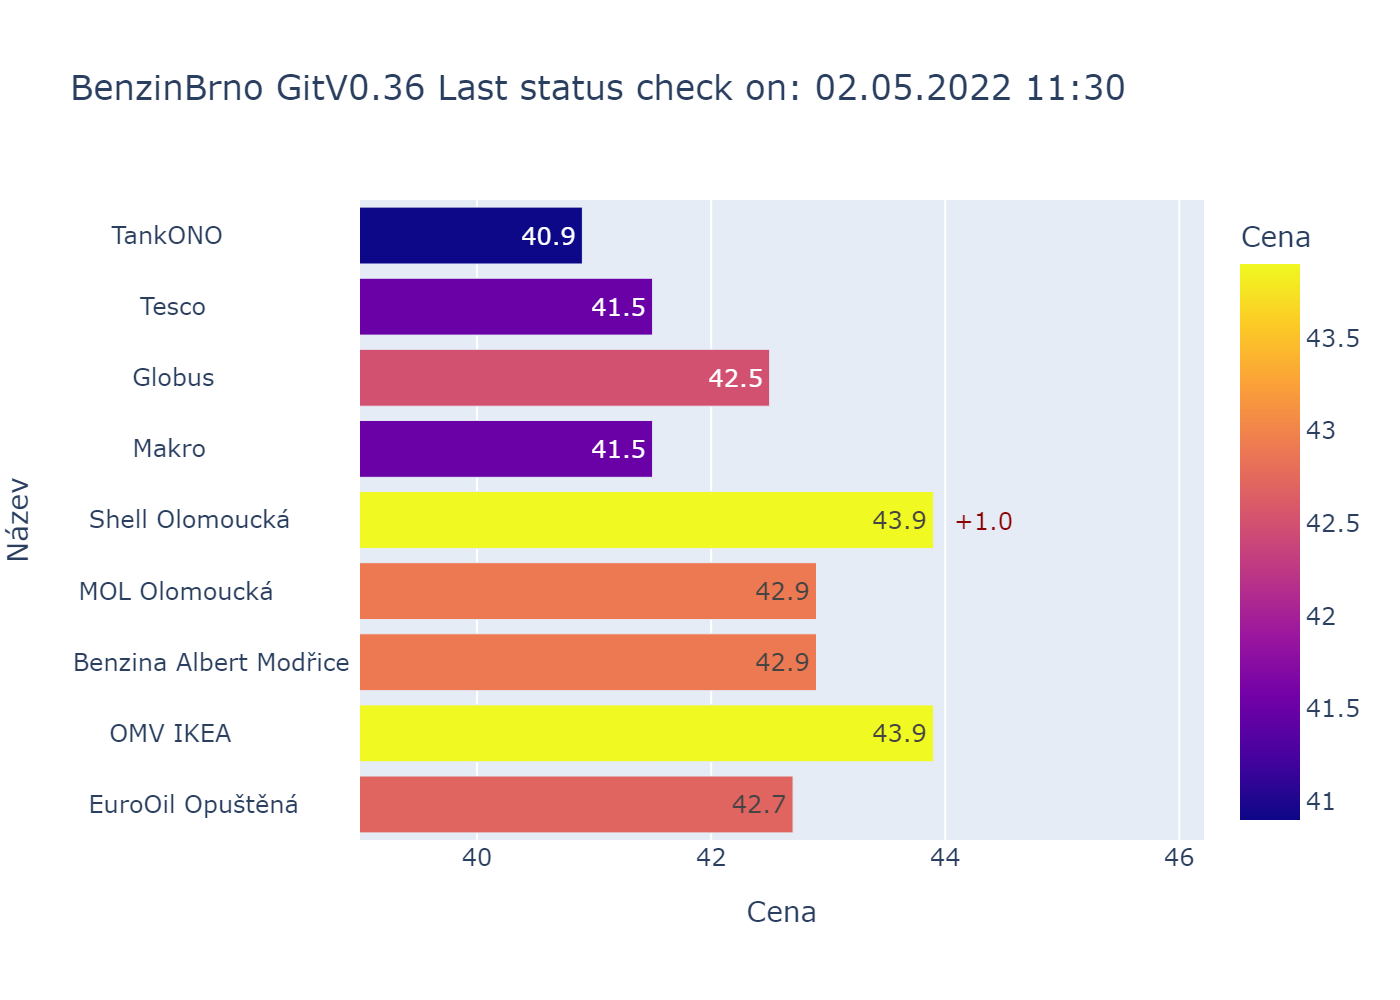 BenzinBrno GitV0.36 Last status check on: 02.05.2022 11:30
Název
TankONO 40.9
Tesco 41.5
Globus 42.5
Makro 41.5
Shell Olomoucká 43.9 +1.0
MOL Olomoucká 42.9
Benzina Albert Modřice 42.9
OMV IKEA 43.9
EuroOil Opuštěná 42.7
40 42 44 46
Cena
Cena
43.5
43
42.5
42
41.5
41